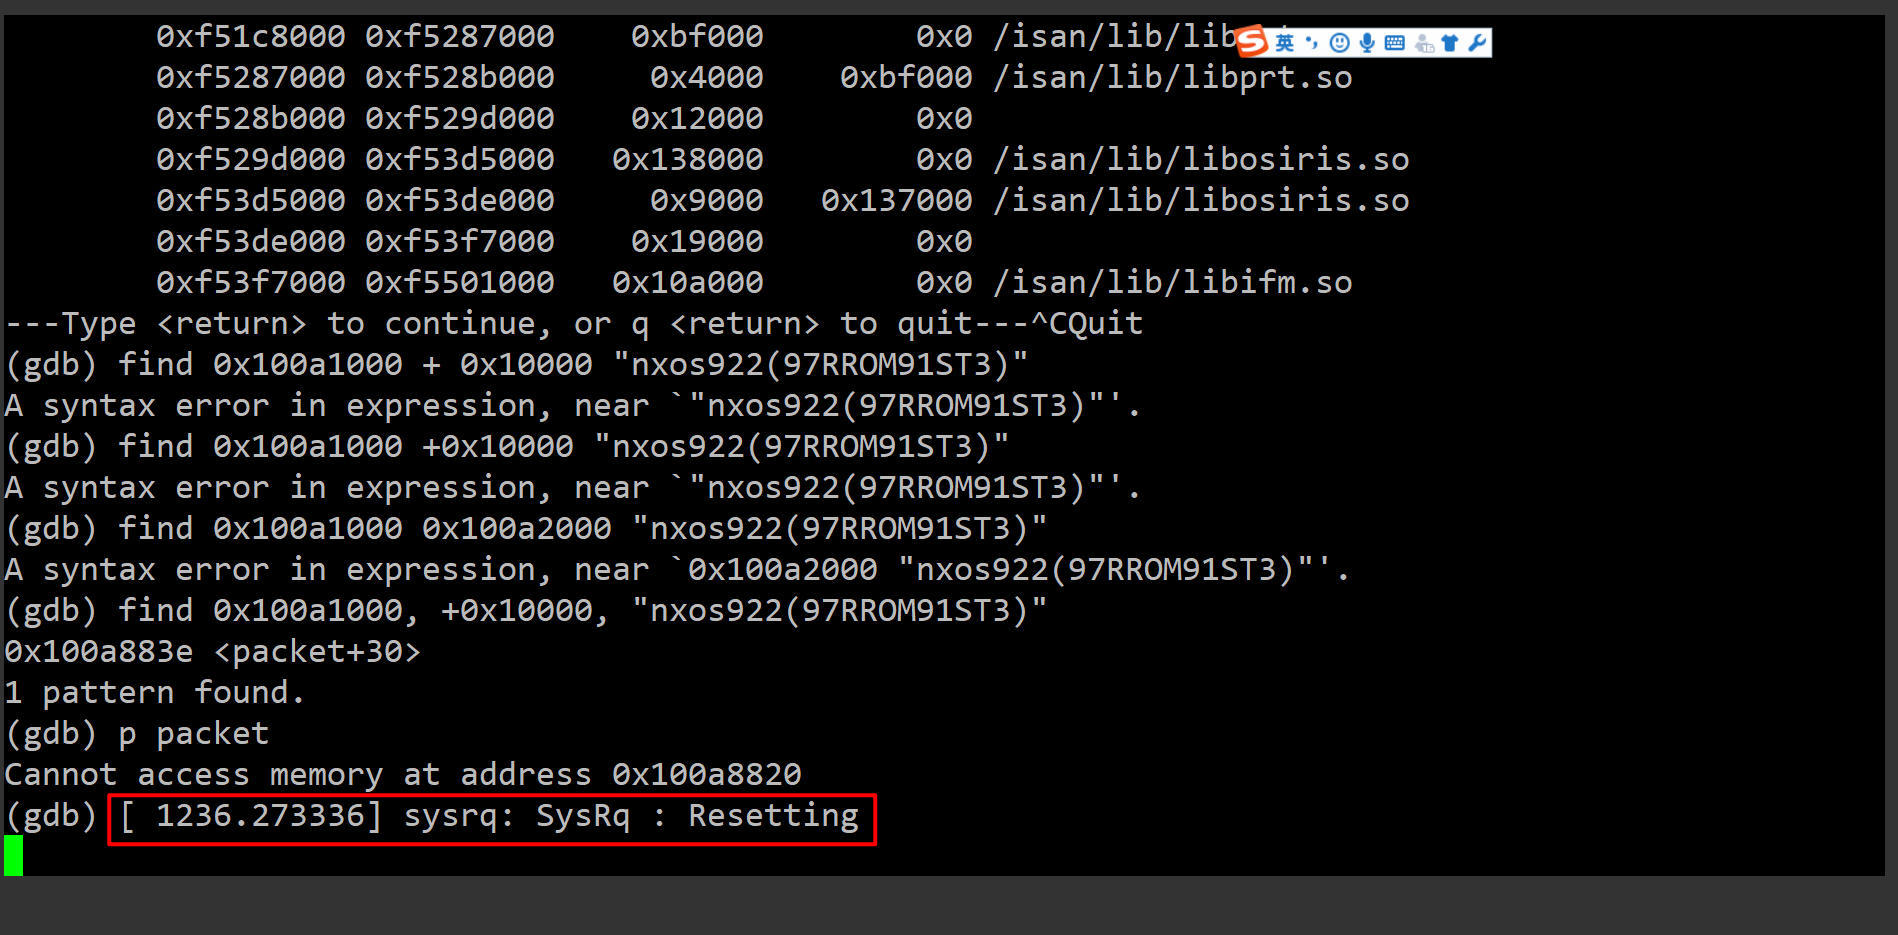 0xf51c8000 0xf5287000 0xbf000 0x0 /isan/lib/lib
英
0xf5287000 0xf528b000 0x4000 0xbf000 /isan/lib/libprt.so
0xf528b000 0xf529d000 0x12000 0x0
0xf529d000 0xf53d5000 0x138000 0x0 /isan/lib/libosiris.so
0xf53d5000 0xf53de000 0x9000 0x137000 /isan/lib/libosiris.so
0xf53de000 0xf53f7000 0x19000 0x0
0xf53f7000 0xf5501000 0x10a000 0x0 /isan/lib/libifm.so
---Type <return> to continue, or q <return> to quit---^CQuit
(gdb) find 0x100a1000 + 0x10000 "nxos922(97RROM91ST3)"
A syntax error in expression, near `"nxos922(97RROM91ST3)"'.
(gdb) find 0x100a1000 +0x10000 "nxos922(97RROM91ST3)"
A syntax error in expression, near `"nxos922(97RROM91ST3)"'.
(gdb) find 0x100a1000 0x100a2000 "nxos922(97RROM91ST3)"
A syntax error in expression, near `0x100a2000 "nxos922(97RROM91ST3)"'.
(gdb) find 0x100a1000, +0x10000, "nxos922(97RROM91ST3)"
0x100a883e <packet+30>
1 pattern found.
(gdb) p packet
Cannot access memory at address 0x100a8820
(gdb) [ 1236.273336] sysrq: SysRq : Resetting